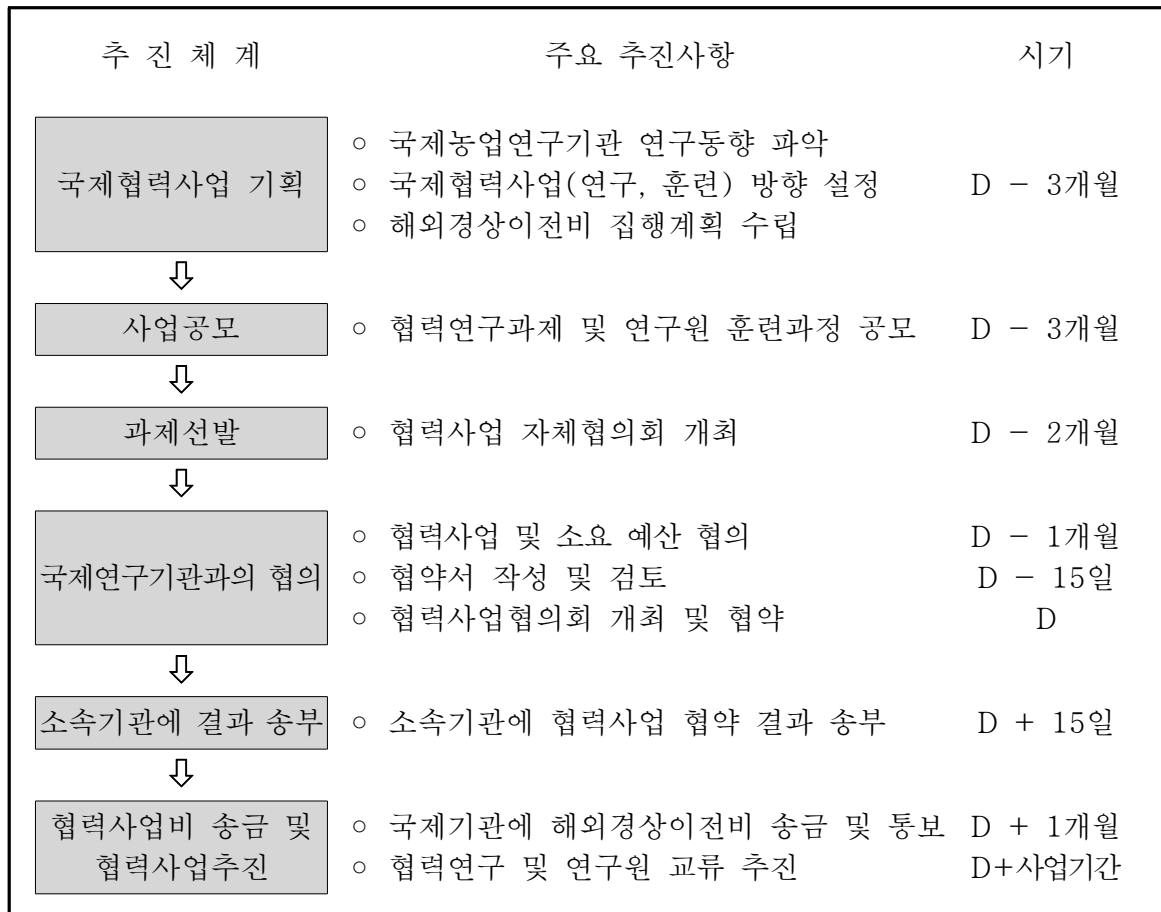 추 진 체 계 주요 추진사항 시기
국제협력사업 기획
○ 국제농업연구기관 연구동향 파악
○ 국제협력사업(연구, 훈련) 방향 설정 D - 3개월
○ 해외경상이전비 집행계획 수립
⇩
사업공모 ○ 협력연구과제 및 연구원 훈련과정 공모 D - 3개월
⇩
과제선발 ○ 협력사업 자체협의회 개최 D - 2개월
⇩
국제연구기관과의 협의
○ 협력사업 및 소요 예산 협의 D - 1개월
○ 협약서 작성 및 검토 D - 15일
○ 협력사업협의회 개최 및 협약 D
⇩
소속기관에 결과 송부 ○ 소속기관에 협력사업 협약 결과 송부 D + 15일
⇩
협력사업비 송금 및
협력사업추진
○ 국제기관에 해외경상이전비 송금 및 통보 D + 1개월
○ 협력연구 및 연구원 교류 추진 D+사업기간